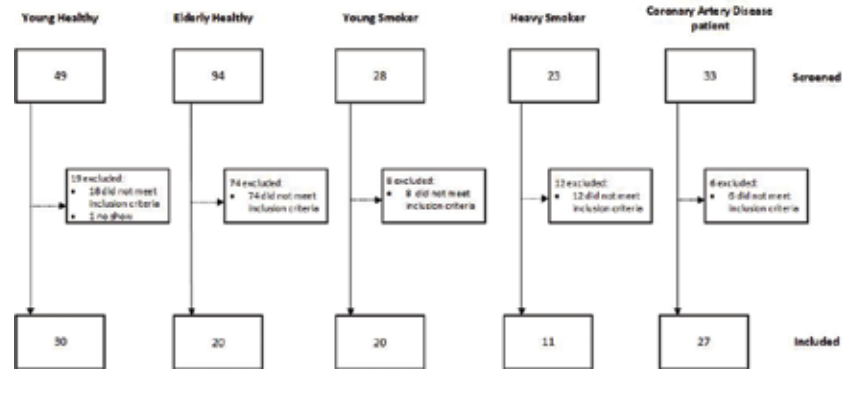 Young Healthy
Elderly Healthy
Young Smoker
Heavy Smoker
Coronary Artery Disease
patient
49
94
28
23
33
Screened
19 excluded:
• 18 did not meet
inclusion criteria
• 1 no show
74 excluded:
• 74 did not meet
inclusion criteria
8 excluded:
• 8 did not meet
inclusion criteria
12 excluded:
• 12 did not meet
inclusion criteria
6 excluded:
• did not meet
inclusion criteria
30
20
20
11
27
Included